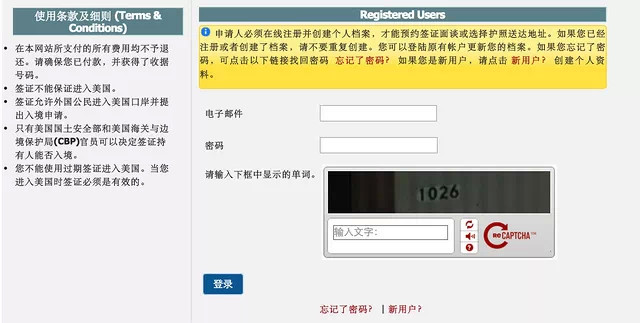 使用条款及细则 (Terms &
Conditions)
• 在本网站所支付的所有费用均不予退
还。请确保您已付款，并获得了收据
号码。
• 签证不能保证进入美国。
• 签证允许外国公民进入美国口岸并提
出入境申请。
• 只有美国国土安全部和美国海关与边
境保护局(CBP)官员可以决定签证持
有人能否入境。
• 您不能使用过期签证进入美国。当您
进入美国时签证必须是有效的。
Registered Users
申请人必须在线注册并创建个人档案，才能预约签证面谈或选择护照送达地址。如果您已经
注册或者创建了档案，请不要重复创建。您可以登陆原有帐户更新您的档案。如果您忘记了密
码，可点击以下链接找回密码 忘记了密码? 如果您是新用户，请点击 新用户? 创建个人资
料。
电子邮件
密码
请输入下框中显示的单词。
1026
输入文字:
reCAPTCHA™
登录
忘记了密码? | 新用户?